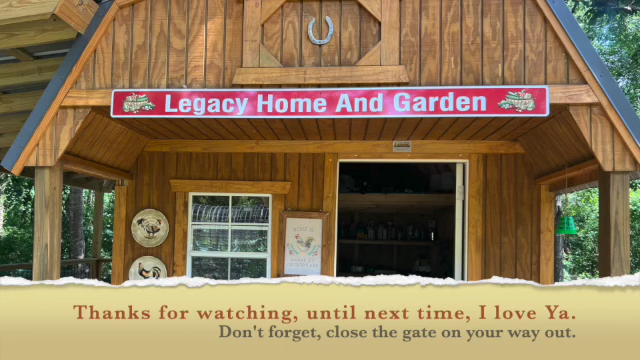 Legacy Home And Garden
Thanks for watching, until next time, I love Ya.
Don't forget, close the gate on your way out.